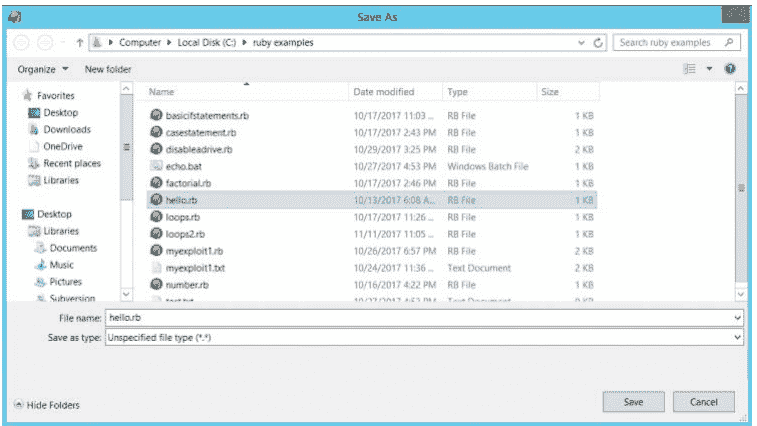 Save As
Computer Local Disk (C:) ruby examples Search ruby examples
Organize New folder
Favorites
Desktop
Downloads
OneDrive
Recent places
Libraries
Desktop
Libraries
Documents
Music
Pictures
Subversion
Name Date modified Type Size
basicifstatements.rb 10/17/2017 11:03 ... RB File 1 KB
casestatement.rb 10/17/2017 2:43 PM RB File 1 KB
disableadrive.rb 10/29/2017 3:25 PM RB File 2 KB
echo.bat 10/27/2017 4:53 PM Windows Batch File 1 KB
factorial.rb 10/17/2017 2:46 PM RB File 1 KB
hello.rb 10/13/2017 6:08 A... RB File 1 KB
loops.rb 10/17/2017 11:26 ... RB File 1 KB
loops2.rb 11/11/2017 11:05 ... RB File 1 KB
myexploit1.rb 10/26/2017 6:57 PM RB File 2 KB
myexploit1.txt 10/24/2017 11:36 ... Text Document 2 KB
number.rb 10/16/2017 4:22 PM RB File 1 KB
File name: hello.rb
Save as type: Unspecified file type (*.*)
Hide Folders Save Cancel